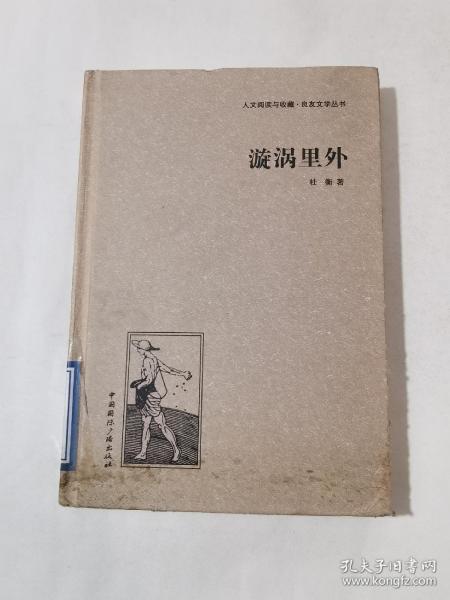 人文阅读与收藏·良友文学丛书
漩涡里外
杜 衡 著
中国国际广播出版社
孔夫子旧书网
www.kongfz.com